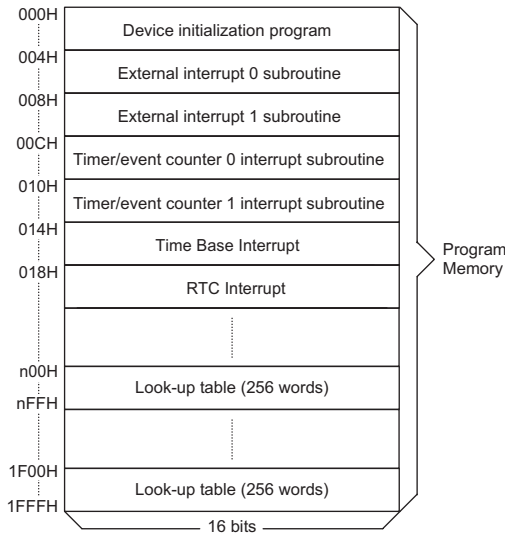 000H
Device initialization program
004H
External interrupt 0 subroutine
008H
External interrupt 1 subroutine
00CH
Timer/event counter 0 interrupt subroutine
010H
Timer/event counter 1 interrupt subroutine
014H
Time Base Interrupt
018H
RTC Interrupt
Program
Memory
n00H
Look-up table (256 words)
nFFH
1F00H
Look-up table (256 words)
1FFFH
16 bits